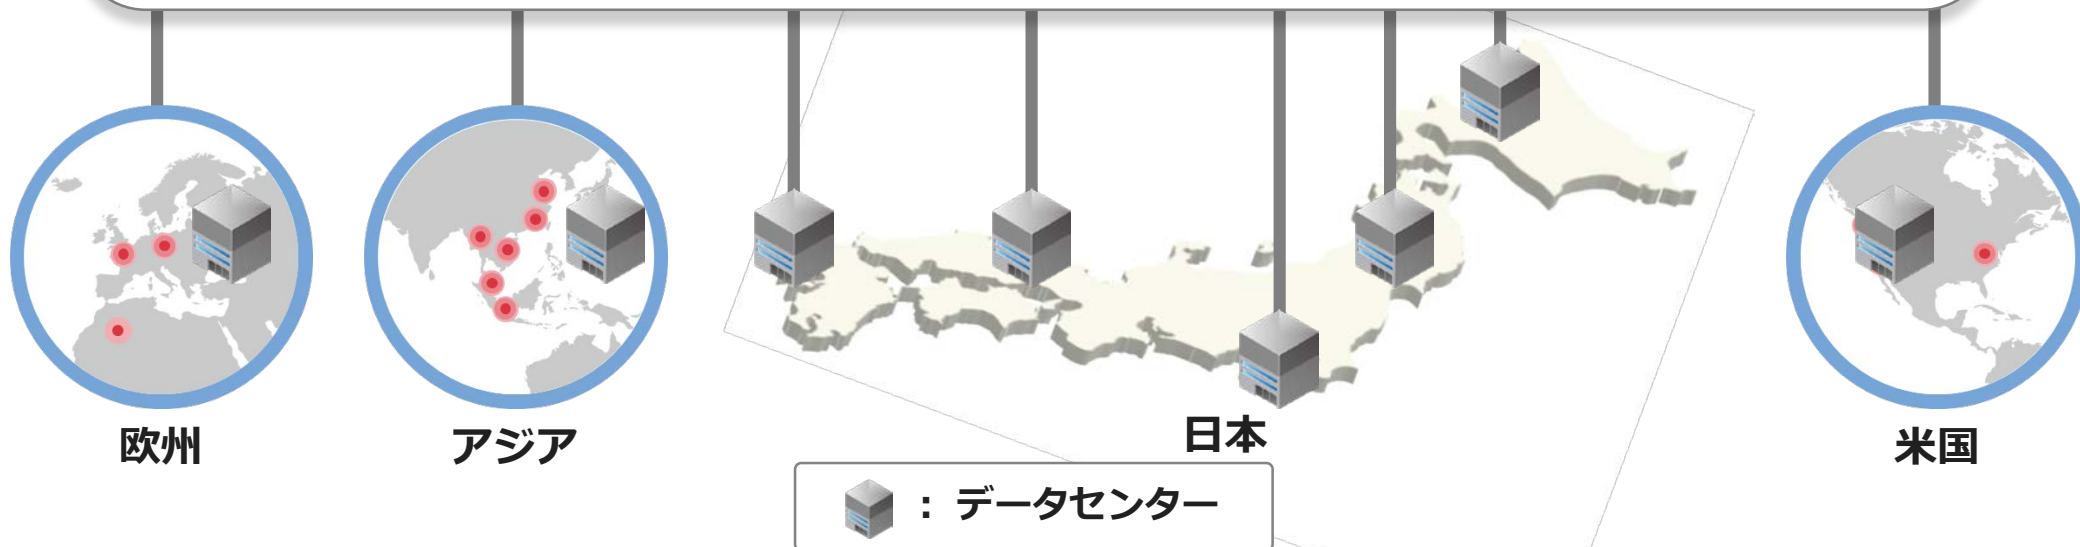 欧州
アジア
日本
米国
：データセンター